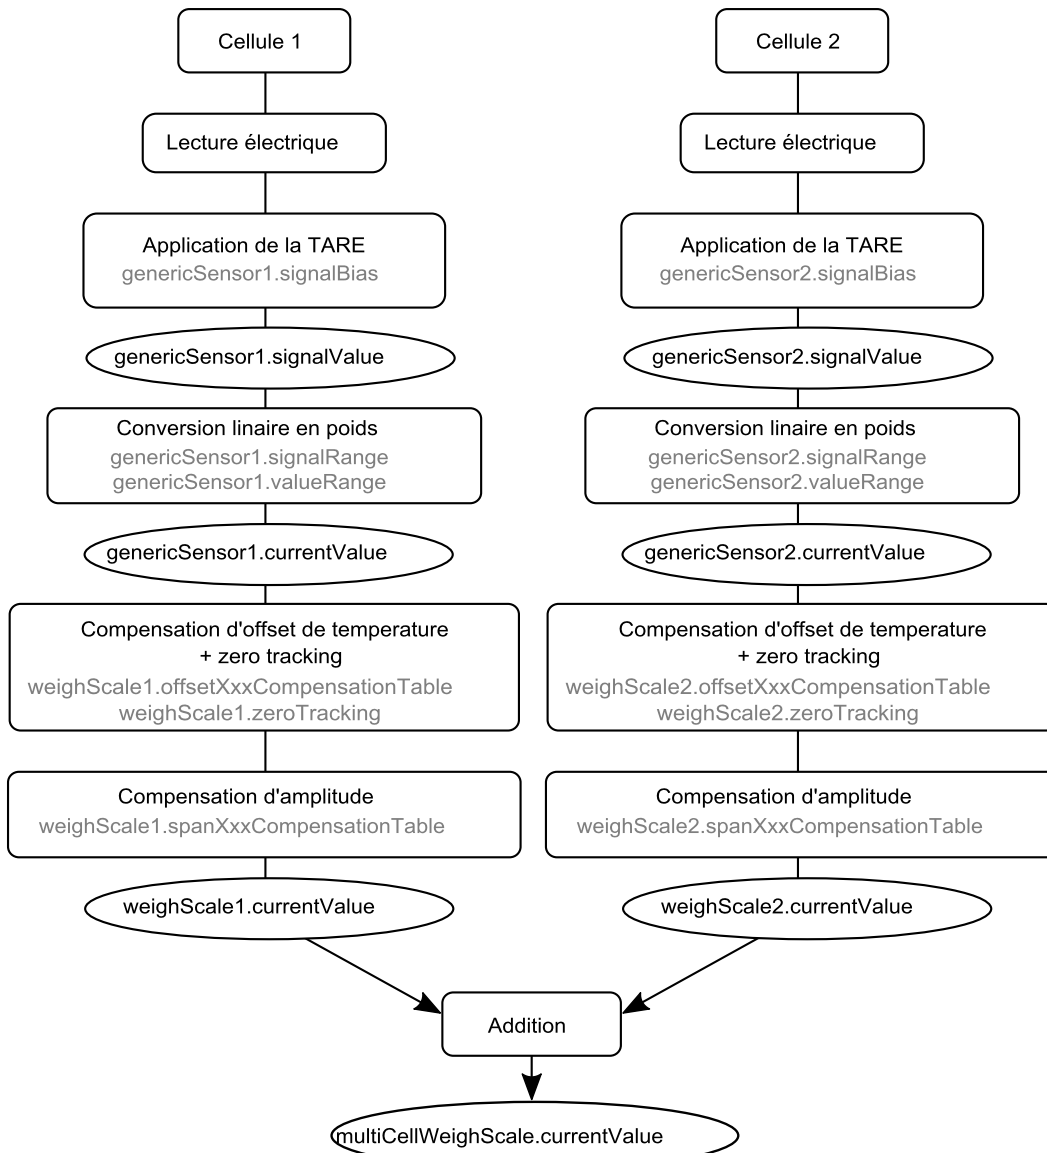 Cellule 1
Lecture électrique
Application de la TARE
genericSensor1.signalBias
genericSensor1.signalValue
Conversion linaire en poids
genericSensor1.signalRange
genericSensor1.valueRange
genericSensor1.currentValue
Compensation d'offset de temperature
+ zero tracking
weighScale1.offsetXxxCompensationTable
weighScale1.zeroTracking
Compensation d'amplitude
weighScale1.spanXxxCompensationTable
weighScale1.currentValue
Cellule 2
Lecture électrique
Application de la TARE
genericSensor2.signalBias
genericSensor2.signalValue
Conversion linaire en poids
genericSensor2.signalRange
genericSensor2.valueRange
genericSensor2.currentValue
Compensation d'offset de temperature
+ zero tracking
weighScale2.offsetXxxCompensationTable
weighScale2.zeroTracking
Compensation d'amplitude
weighScale2.spanXxxCompensationTable
weighScale2.currentValue
Addition
multiCellWeighScale.currentValue